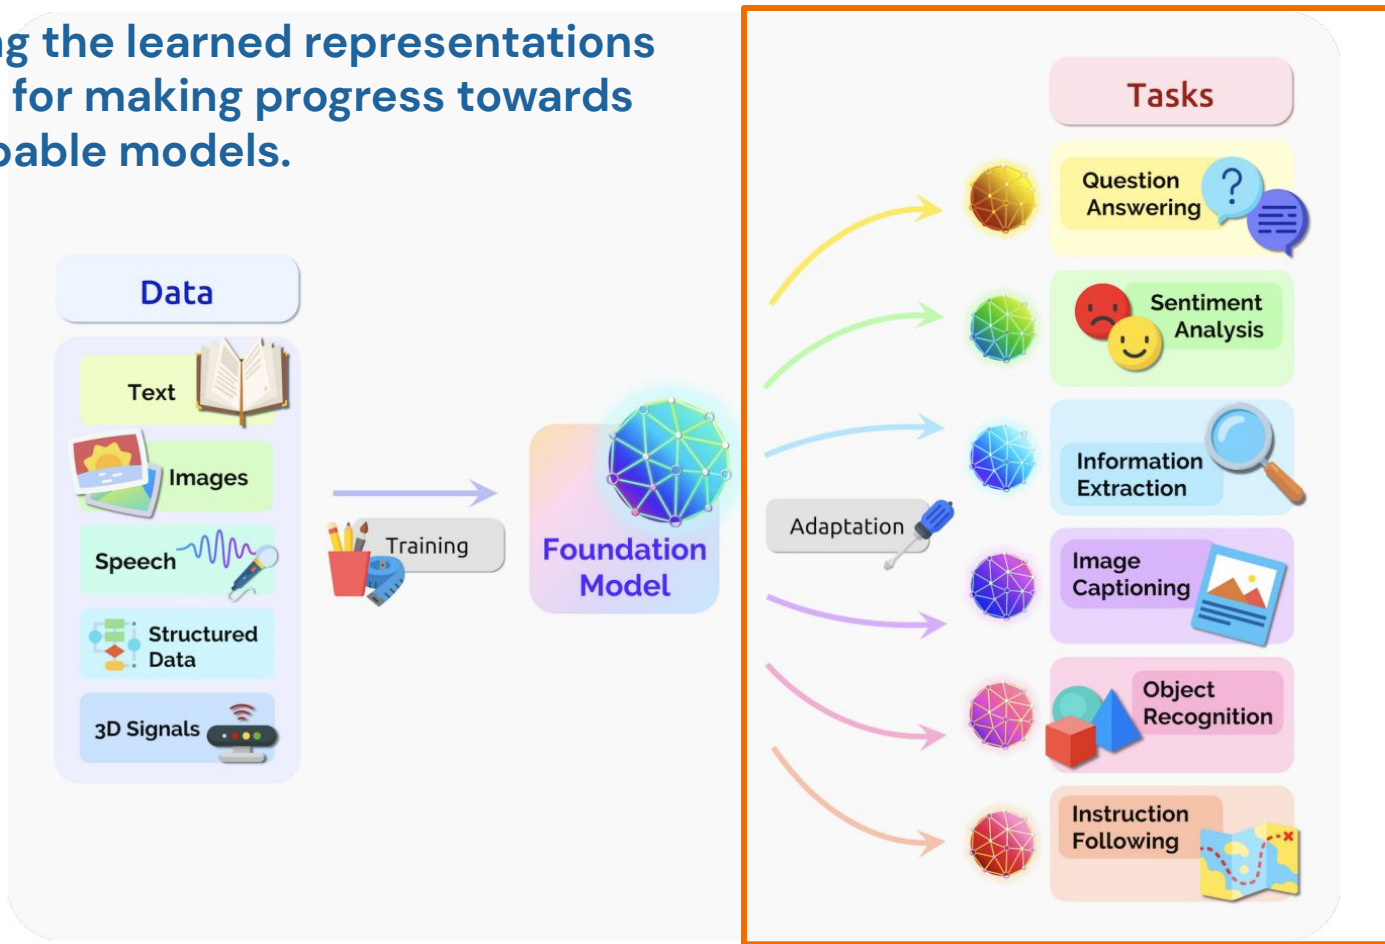 the learned representations
for making progress towards
models.
Data
Text
Images
Speech
Structured
Data
3D Signals
Training
Foundation
Model
Adaptation
Tasks
Question
Answering
?
Sentiment
Analysis
Information
Extraction
Image
Captioning
Object
Recognition
Instruction
Following